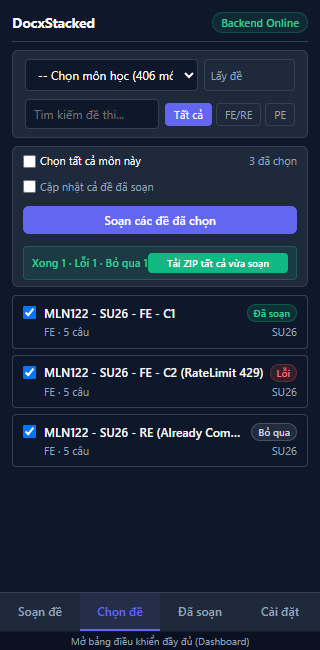 DocxStacked
Backend Online
-- Chọn môn học (406 mô
Lấy đề
Tìm kiếm đề thi...
Tất cả
FE/RE
PE
Chọn tất cả môn này
3 đã chọn
Cập nhật cả đề đã soạn
Soạn các đề đã chọn
Xong 1 · Lỗi 1 · Bỏ qua 1
Tải ZIP tất cả vừa soạn
MLN122 - SU26 - FE - C1
Đã soạn
FE · 5 câu
SU26
MLN122 - SU26 - FE - C2 (RateLimit 429)
Lỗi
FE · 5 câu
SU26
MLN122 - SU26 - RE (Already Com...
Bỏ qua
FE · 5 câu
SU26
Soạn đề
Chọn đề
Đã soạn
Cài đặt
Mở bảng điều khiển đầy đủ (Dashboard)